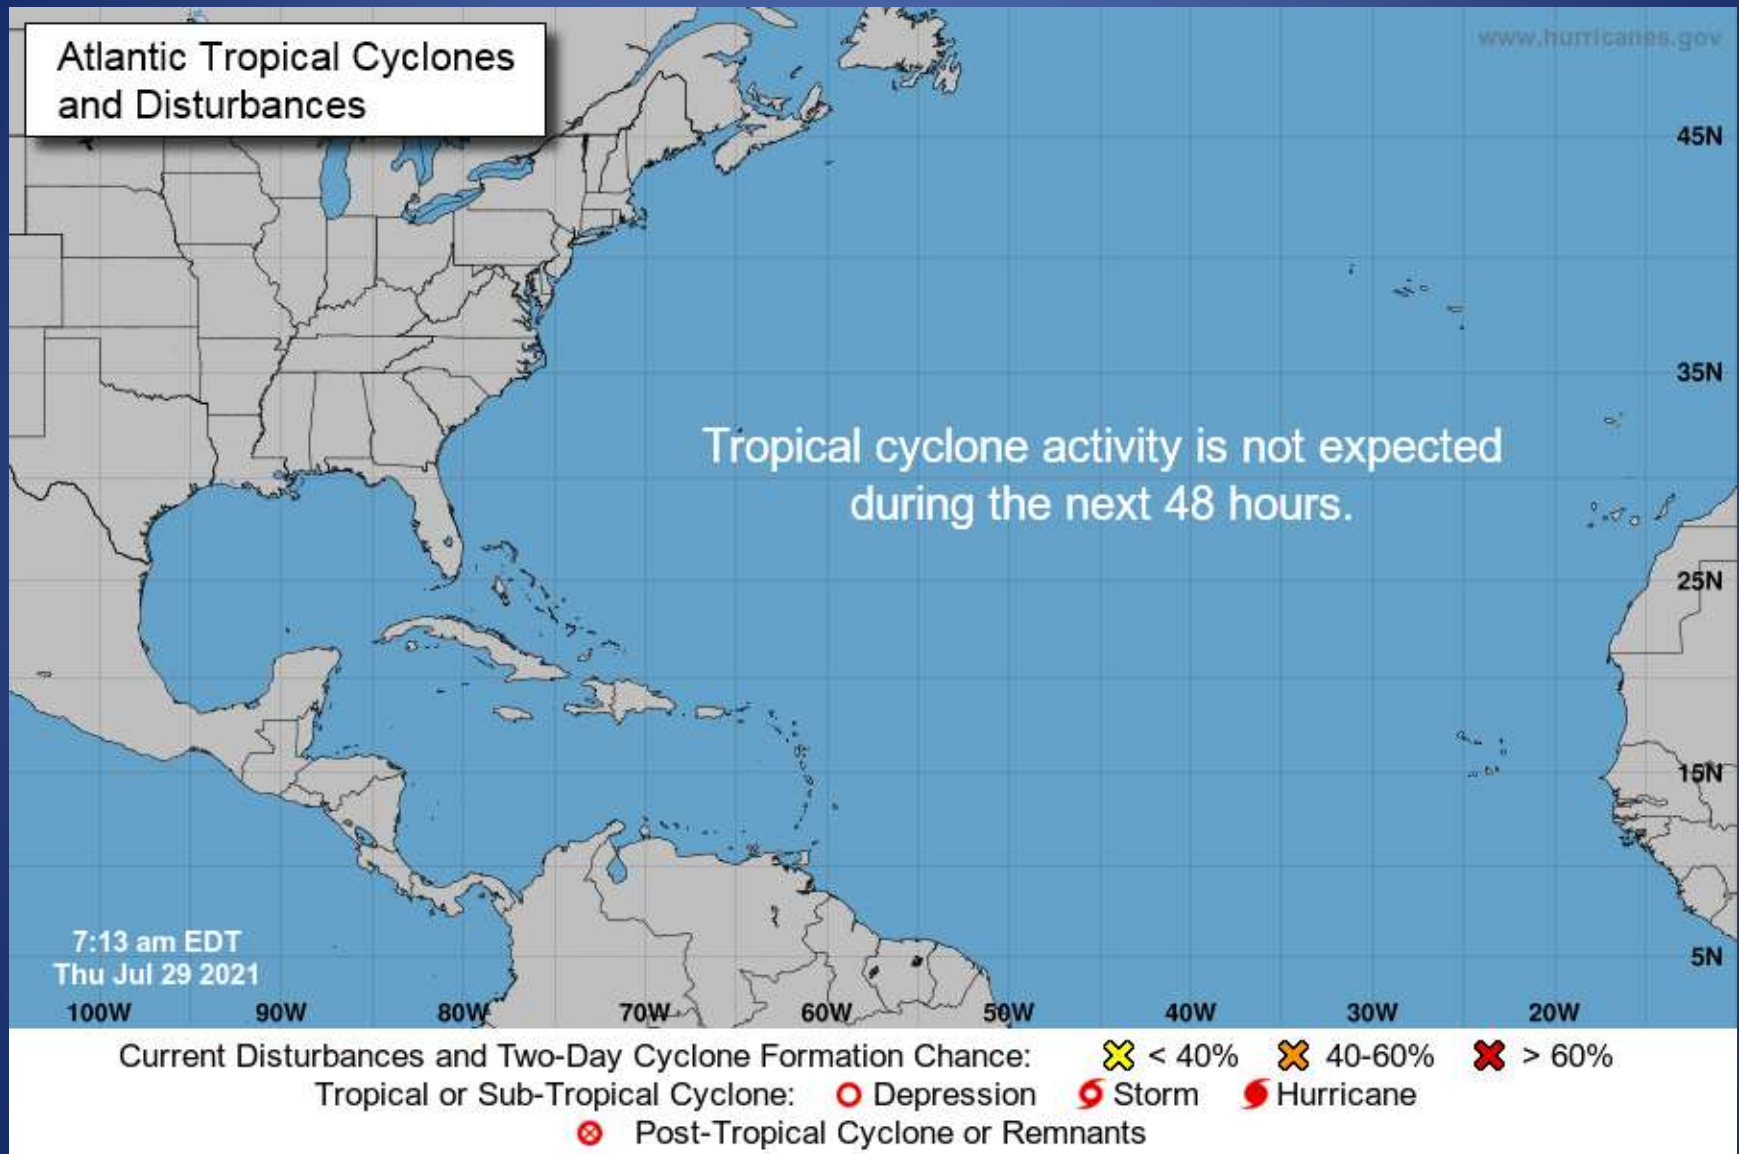 Atlantic Tropical Cyclones
and Disturbances
www.hurricanes.gov
45N
35N
Tropical cyclone activity is not expected
during the next 48 hours.
25N
15N
5N
7:13 am EDT
Thu Jul 29 2021
100W 90W 80W 70W 60W 50W 40W 30W 20W
Current Disturbances and Two-Day Cyclone Formation Chance: < 40% 40-60% > 60%
Tropical or Sub-Tropical Cyclone: Depression Storm Hurricane
Post-Tropical Cyclone or Remnants